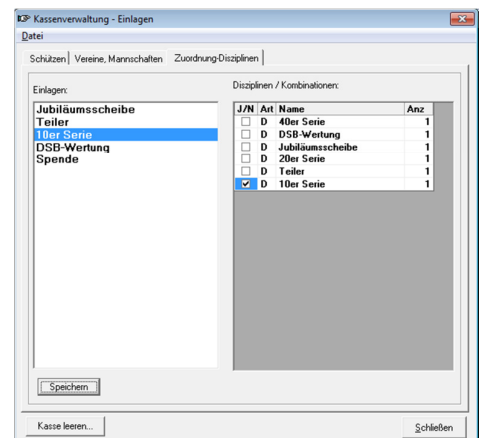 Kassenverwaltung - Einlagen
Datei
Schützen Vereine, Mannschaften Zuordnung-Disziplinen
Einlagen:
Jubiläumsscheibe
Teiler
10er Serie
DSB-Wertung
Spende
Disziplinen / Kombinationen:
J/N Art Name Anz
D 40er Serie 1
D DSB-Wertung 1
D Jubiläumsscheibe 1
D 20er Serie 1
D Teiler 1
D 10er Serie 1
Speichern
Kasse leeren... Schließen